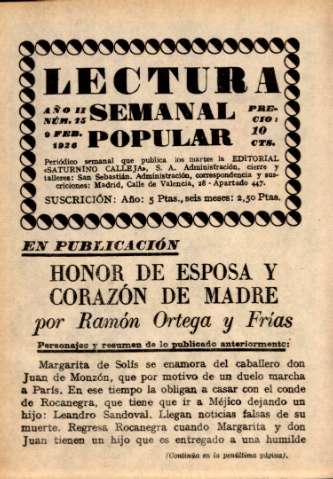 LECTURA
AÑO II
NÚM. 15
SEMANAL
PRE-
CIO:
9 FEB.
1926
POPULAR
10
CTS.
Periódico semanal que publica los martes la EDITORIAL
«SATURNINO CALLEJA», S. A. Administración, cierre y
talleres: San Sebastián. Administración, correspondencia y sus-
criciones: Madrid, Calle de Valencia, 28 - Apartado 447.
SUSCRICIÓN: Año: 5 Ptas., seis meses: 2,50 Ptas.
EN PUBLICACIÓN
HONOR DE ESPOSA Y
CORAZÓN DE MADRE
por Ramón Ortega y Frías
Personajes y resumen de lo publicado anteriormente:
Margarita de Solís se enamora del caballero don
Juan de Monzón, que por motivo de un duelo marcha
a París. En ese tiempo la obligan a casar con el conde
de Rocanegra, que tiene que ir a Méjico dejando un
hijo: Leandro Sandoval. Llegan noticias falsas de su
muerte. Regresa Rocanegra cuando Margarita y don
Juan tienen un hijo que es entregado a una humilde
(Continúa en la penúltima página).